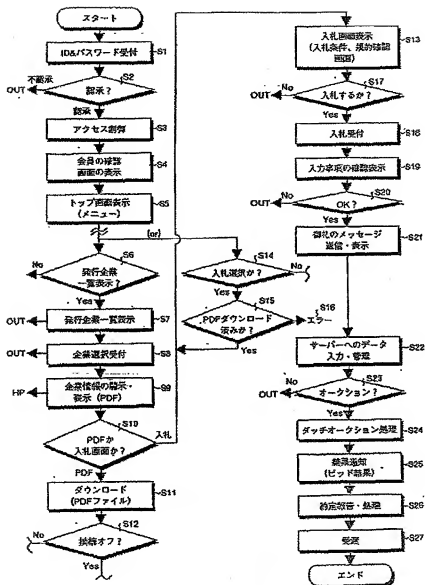 スタート
ID&パスワード受付
S1
S2
認承？
不認承
OUT
認承
アクセス制御
S3
会員の確認
画面の表示
S4
トップ画面表示
(メニュー)
S5
(or)
S6
発行企業
一覧表示？
No
Yes
発行企業一覧表示
S7
OUT
企業選択受付
S8
OUT
企業情報の開示・
表示 (PDF)
S9
HP
S10
PDFか
入札画面か？
入札
PDF
ダウンロード
(PDFファイル)
S11
S12
接続オフ？
No
Yes
S14
入札選択か？
No
Yes
S15
PDFダウンロード
済みか？
S16
エラー
Yes
入札画面表示
(入札条件、規約確認
画面)
S13
S17
入札するか？
No
OUT
Yes
入札受付
S18
入力事項の確認表示
S19
S20
OK？
No
OUT
Yes
御礼のメッセージ
返信・表示
S21
サーバーへのデータ
入力・管理
S22
S23
オークション？
No
OUT
Yes
ダッチオークション処理
S24
結果通知
(ビッド結果)
S25
約定報告・処理
S26
受渡
S27
エンド